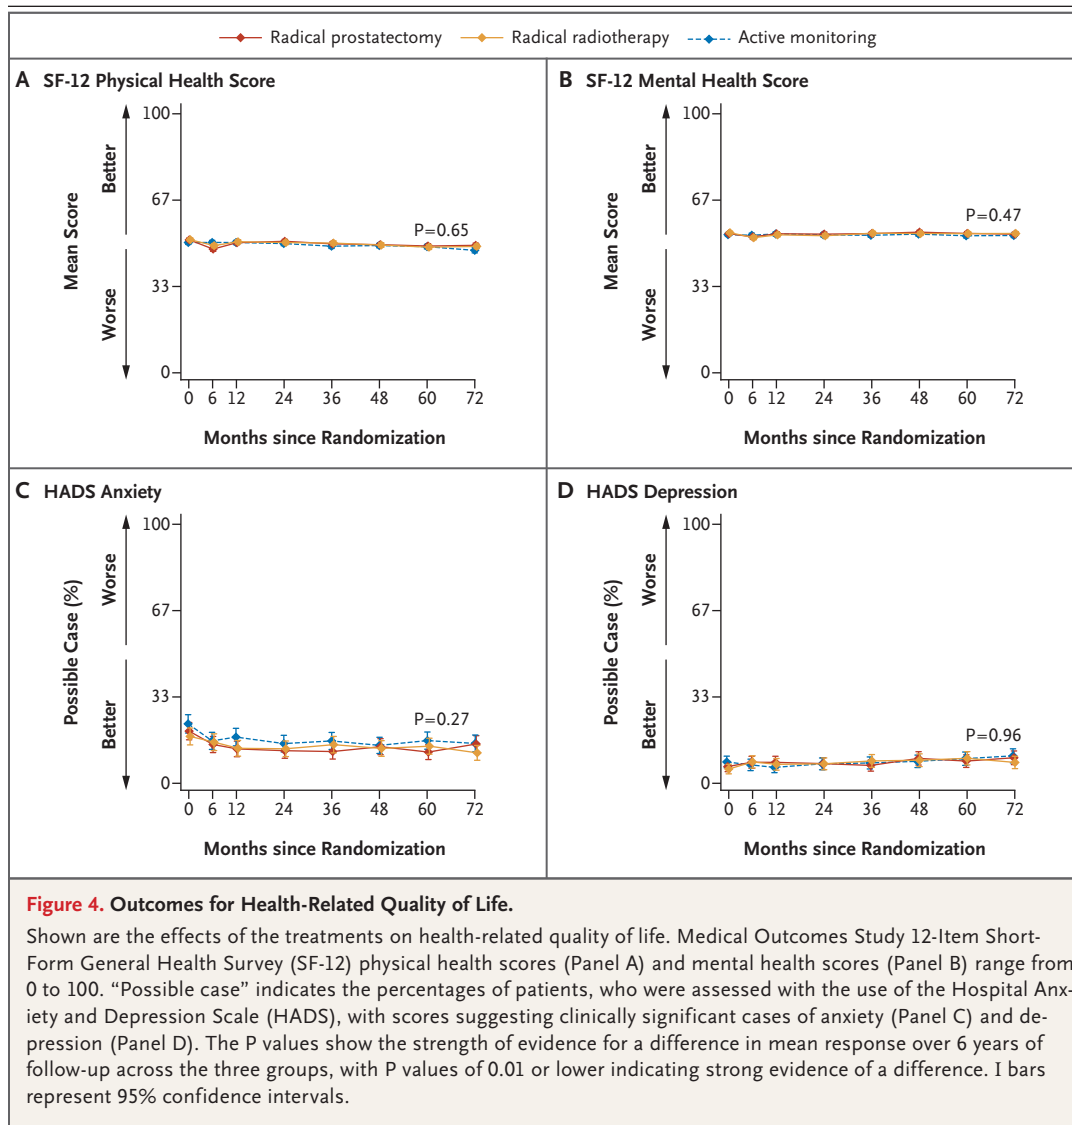 Radical prostatectomy Radical radiotherapy Active monitoring
A SF-12 Physical Health Score
100
67
33
0
Mean Score
Better
Worse
P=0.65
0 6 12 24 36 48 60 72
Months since Randomization
B SF-12 Mental Health Score
100
67
33
0
Mean Score
Better
Worse
P=0.47
0 6 12 24 36 48 60 72
Months since Randomization
C HADS Anxiety
100
67
33
0
Possible Case (%)
Worse
Better
P=0.27
0 6 12 24 36 48 60 72
Months since Randomization
D HADS Depression
100
67
33
0
Possible Case (%)
Worse
Better
P=0.96
0 6 12 24 36 48 60 72
Months since Randomization
Figure 4. Outcomes for Health-Related Quality of Life.
Shown are the effects of the treatments on health-related quality of life. Medical Outcomes Study 12-Item Short-
Form General Health Survey (SF-12) physical health scores (Panel A) and mental health scores (Panel B) range from
0 to 100. “Possible case” indicates the percentages of patients, who were assessed with the use of the Hospital Anx-
iety and Depression Scale (HADS), with scores suggesting clinically significant cases of anxiety (Panel C) and de-
pression (Panel D). The P values show the strength of evidence for a difference in mean response over 6 years of
follow-up across the three groups, with P values of 0.01 or lower indicating strong evidence of a difference. I bars
represent 95% confidence intervals.